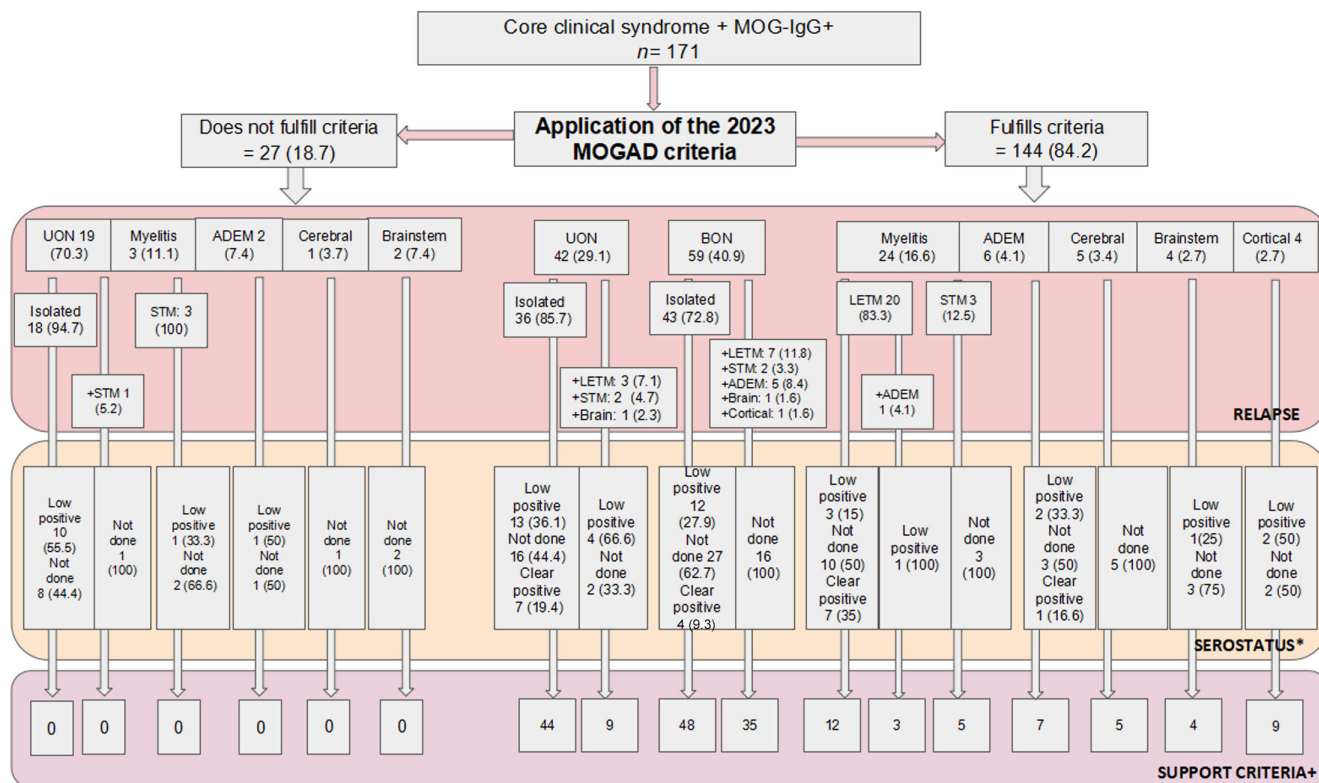 Core clinical syndrome + MOG-IgG+
n= 171
Does not fulfill criteria
= 27 (18.7)
Application of the 2023
MOGAD criteria
Fulfills criteria
= 144 (84.2)
UON 19
(70.3)
Myelitis
3 (11.1)
ADEM 2
(7.4)
Cerebral
1 (3.7)
Brainstem
2 (7.4)
UON
42 (29.1)
BON
59 (40.9)
Myelitis
24 (16.6)
ADEM
6 (4.1)
Cerebral
5 (3.4)
Brainstem
4 (2.7)
Cortical 4
(2.7)
Isolated
18 (94.7)
STM: 3
(100)
Isolated
36 (85.7)
Isolated
43 (72.8)
LETM 20
(83.3)
STM 3
(12.5)
+STM 1
(5.2)
+LETM: 3 (7.1)
+STM: 2 (4.7)
+Brain: 1 (2.3)
+LETM: 7 (11.8)
+STM: 2 (3.3)
+ADEM: 5 (8.4)
+Brain: 1 (1.6)
+Cortical: 1 (1.6)
+ADEM
1 (4.1)
RELAPSE
Low
positive
10
(55.5)
Not
done
8 (44.4)
Not
done
1
(100)
Low
positive
1 (33.3)
Not
done
2 (66.6)
Low
positive
1 (50)
Not
done
1 (50)
Not
done
1
(100)
Not
done
2
(100)
Low
positive
13 (36.1)
Not done
16 (44.4)
Clear
positive
7 (19.4)
Low
positive
4 (66.6)
Not
done
2 (33.3)
Low
positive
12
(27.9)
Not
done 27
(62.7)
Clear
positive
4 (9.3)
Not
done
16
(100)
Low
positive
3 (15)
Not
done
10 (50)
Clear
positive
7 (35)
Low
positive
1 (100)
Not
done
3
(100)
Low
positive
2 (33.3)
Not
done
3 (50)
Clear
positive
1 (16.6)
Not
done
5 (100)
Low
positive
1(25)
Not
done
3 (75)
Low
positive
2 (50)
Not
done
2 (50)
SEROSTATUS*
0
0
0
0
0
0
44
9
48
35
12
3
5
7
5
4
9
SUPPORT CRITERIA+